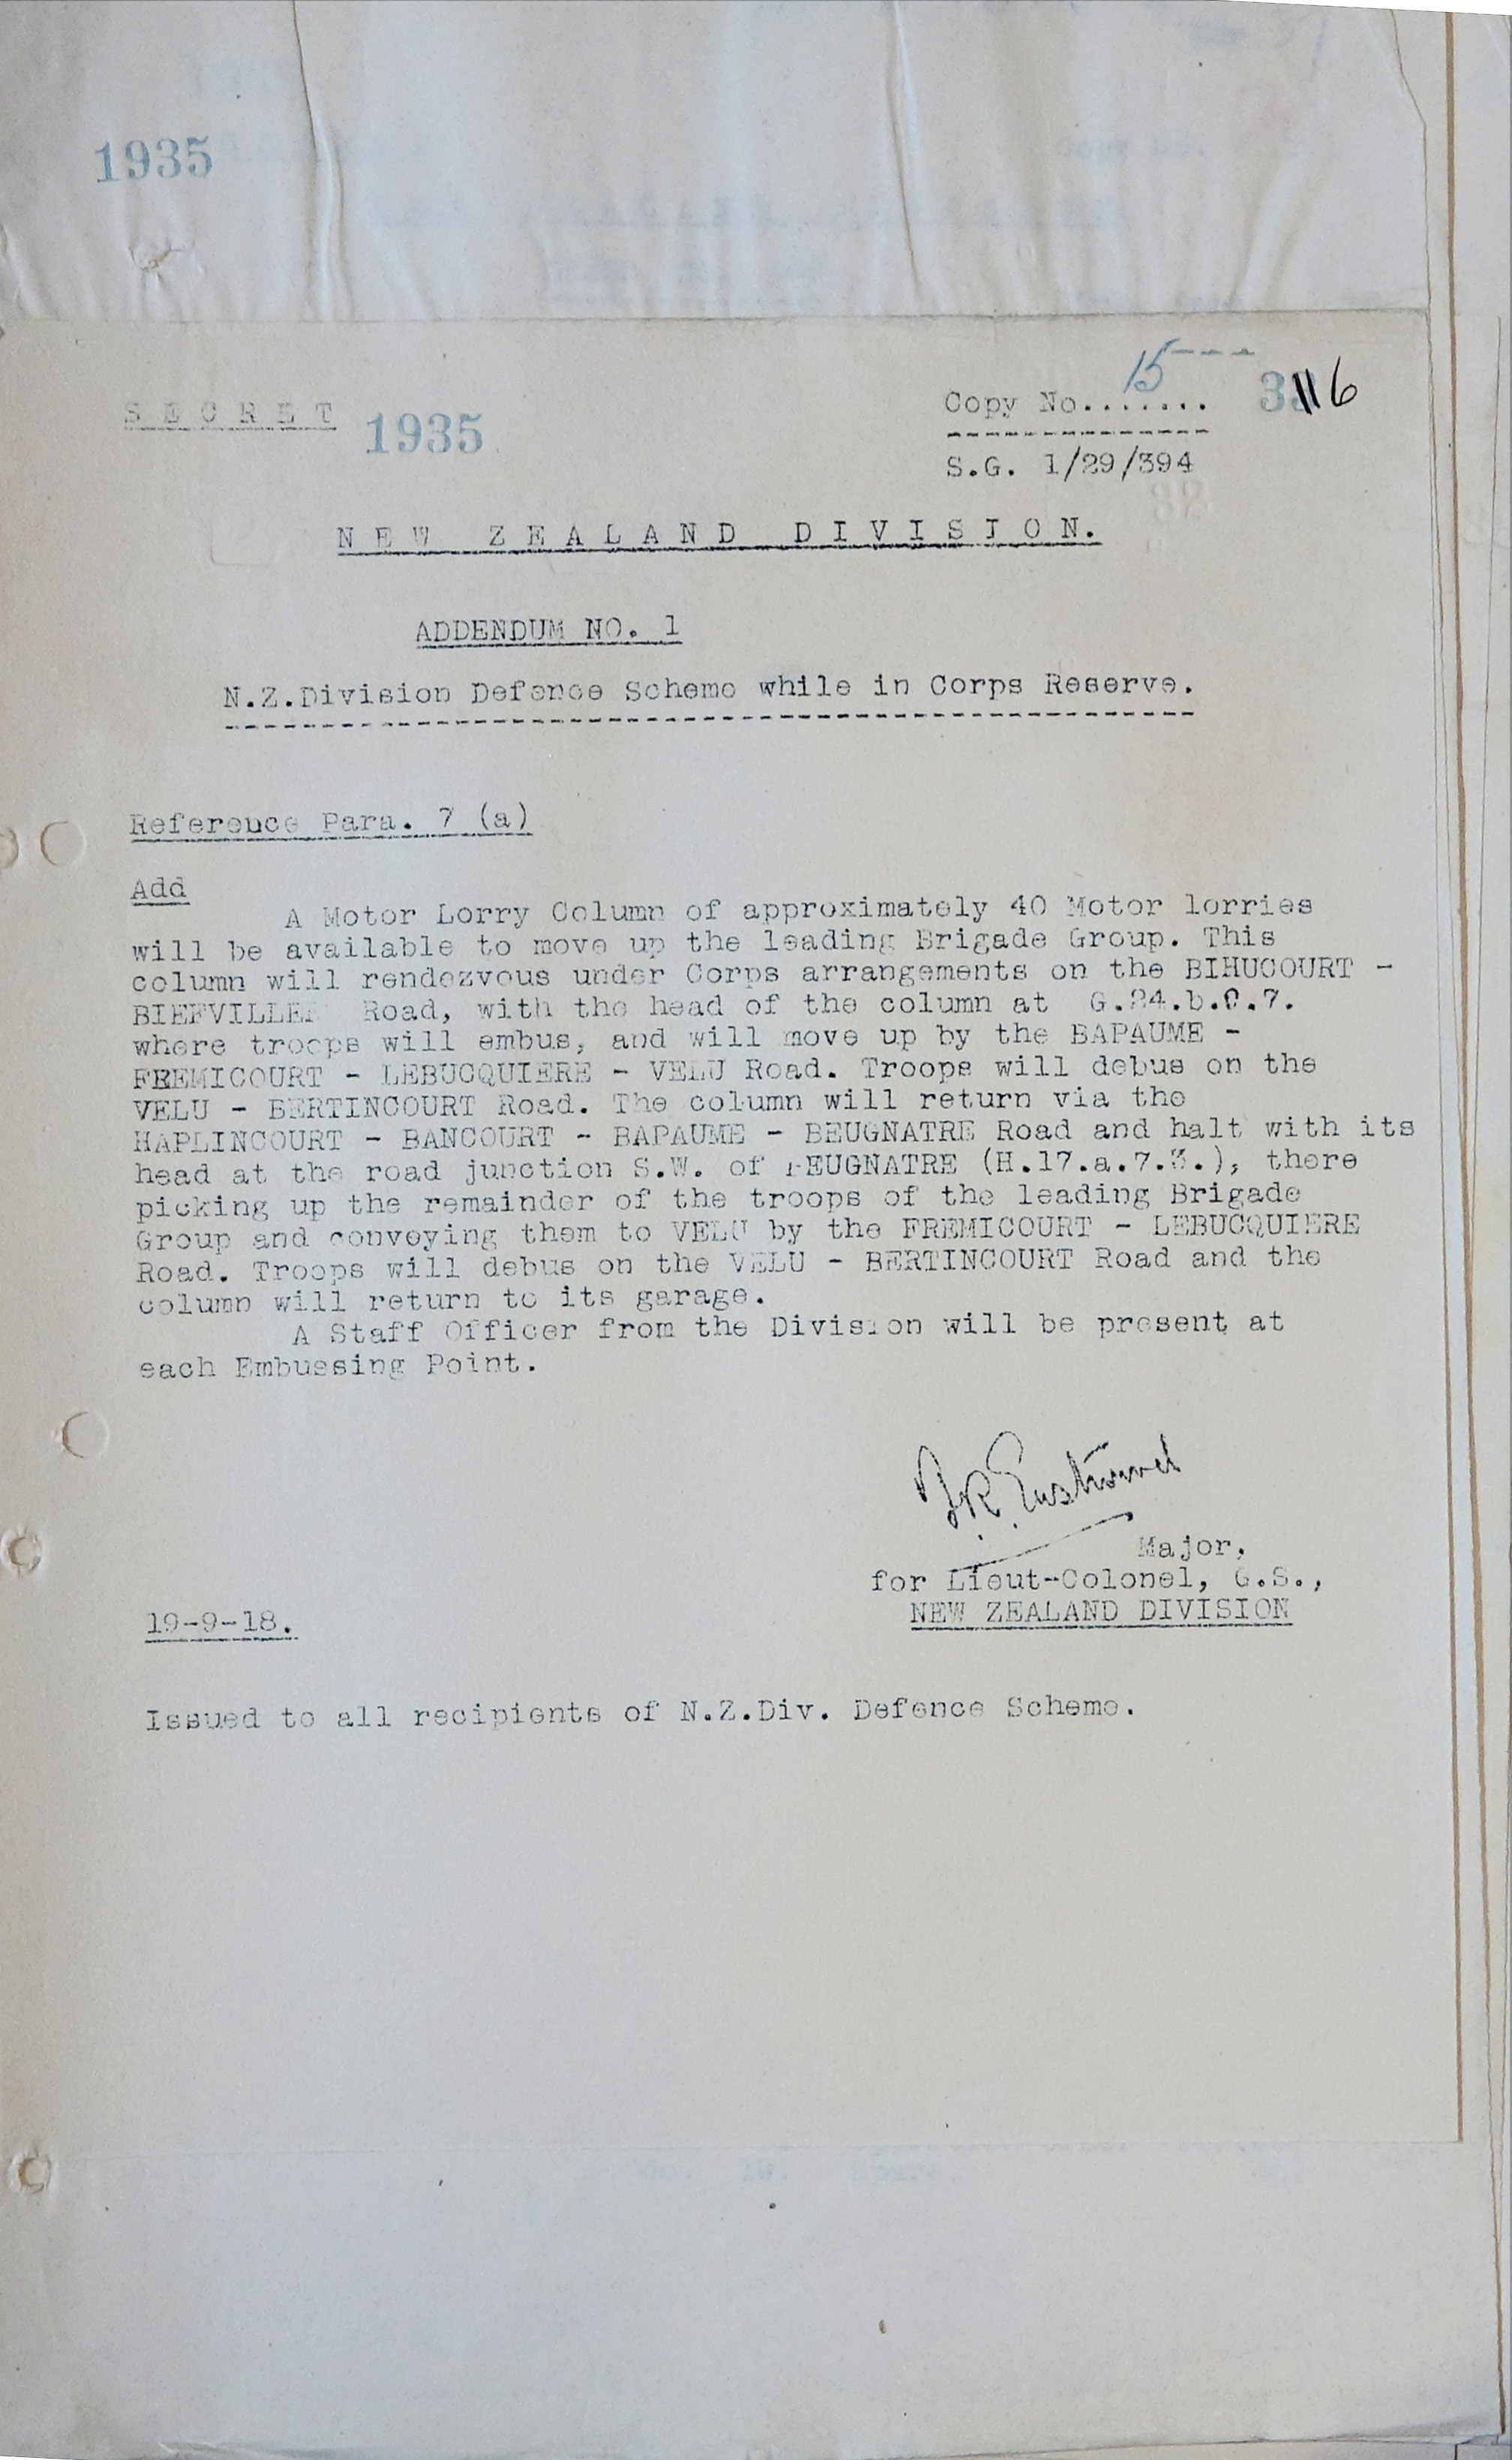 1935
15
Copy No........
3116
S E C R E T
1935
S.G. 1/29/394
N E W Z E A L A N D D I V I S I O N.
ADDENDUM NO. 1
N.Z.Division Defence Scheme while in Corps Reserve.
Reference Para. 7 (a)
Add
A Motor Lorry Column of approximately 40 Motor lorries
will be available to move up the leading Brigade Group. This
column will rendezvous under Corps arrangements on the BIHUCOURT -
BIEFVILLER Road, with the head of the column at G.24.b.0.7.
where troops will embus, and will move up by the BAPAUME -
FREMICOURT - LEBUCQUIERE - VELU Road. Troops will debus on the
VELU - BERTINCOURT Road. The column will return via the
HAPLINCOURT - BANCOURT - BAPAUME - BEUGNATRE Road and halt with its
head at the road junction S.W. of BEUGNATRE (H.17.a.7.3.), there
picking up the remainder of the troops of the leading Brigade
Group and conveying them to VELU by the FREMICOURT - LEBUCQUIERE
Road. Troops will debus on the VELU - BERTINCOURT Road and the
column will return to its garage.
A Staff Officer from the Division will be present at
each Embussing Point.
Major,
for Lieut-Colonel, G.S.,
NEW ZEALAND DIVISION
19-9-18.
Issued to all recipients of N.Z.Div. Defence Scheme.